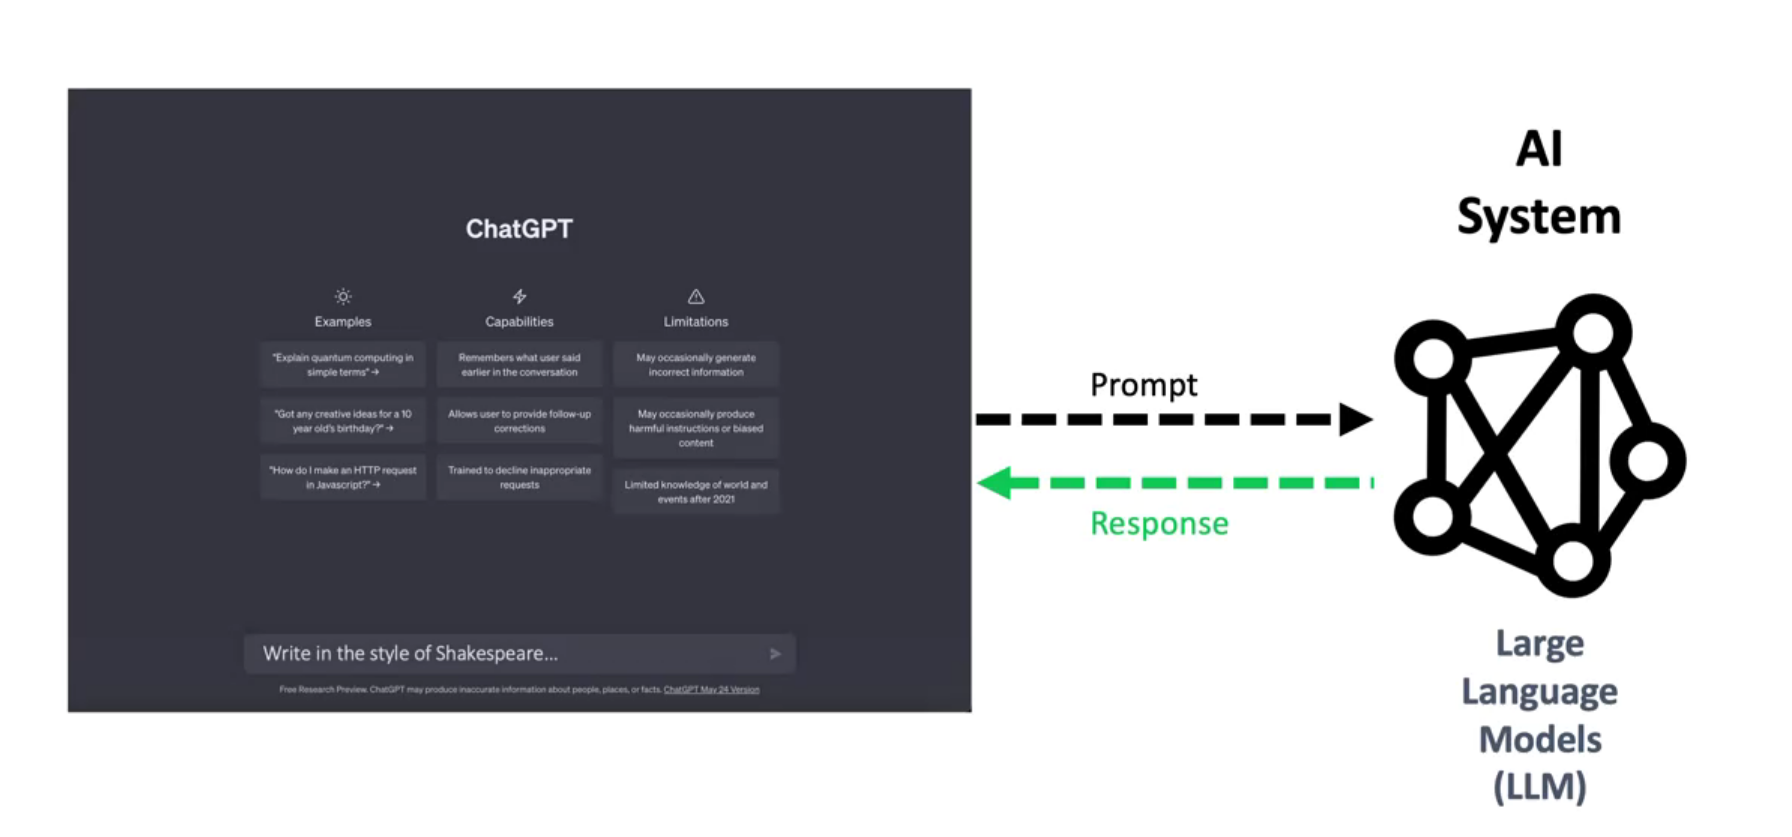 ChatGPT
Examples
"Explain quantum computing in
simple terms" →
"Got any creative ideas for a 10
year old's birthday?" →
"How do I make an HTTP request
in Javascript?" →
Capabilities
Remembers what user said
earlier in the conversation
Allows user to provide follow-up
corrections
Trained to decline inappropriate
requests
Limitations
May occasionally generate
incorrect information
May occasionally produce
harmful instructions or biased
content
Limited knowledge of world and
events after 2021
Write in the style of Shakespeare...
Free Research Preview. ChatGPT may produce inaccurate information about people, places, or facts. ChatGPT May 24 Version
Prompt
Response
AI
System
Large
Language
Models
(LLM)